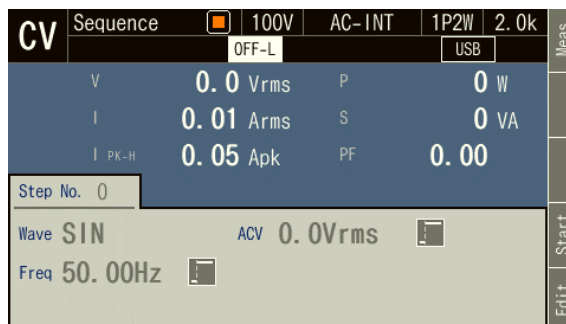 CV Sequence 100V AC-INT 1P2W 2.0k
OFF-L USB
Meas
V 0.0 Vrms P 0 W
I 0.01 Arms S 0 VA
I PK-H 0.05 Apk PF 0.00
Step No. 0
Wave SIN ACV 0.0Vrms
Freq 50.00Hz
Start
Edit